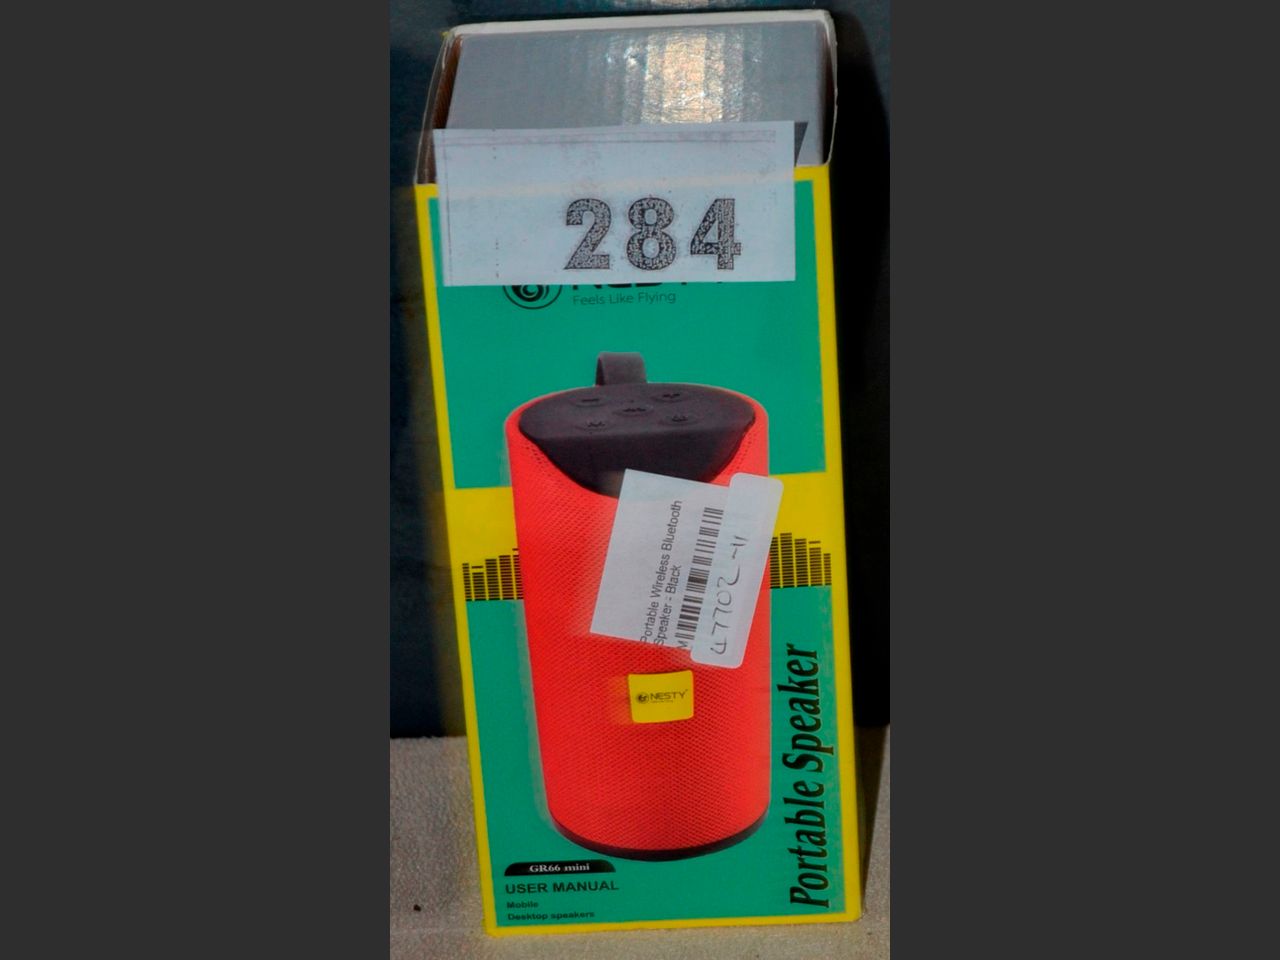 284
Feels Like Flying
Portable Wireless Bluetooth
Speaker - Black
47702-11
NESTY
Portable Speaker
GR66 mini
USER MANUAL
Mobile
Desktop speakers